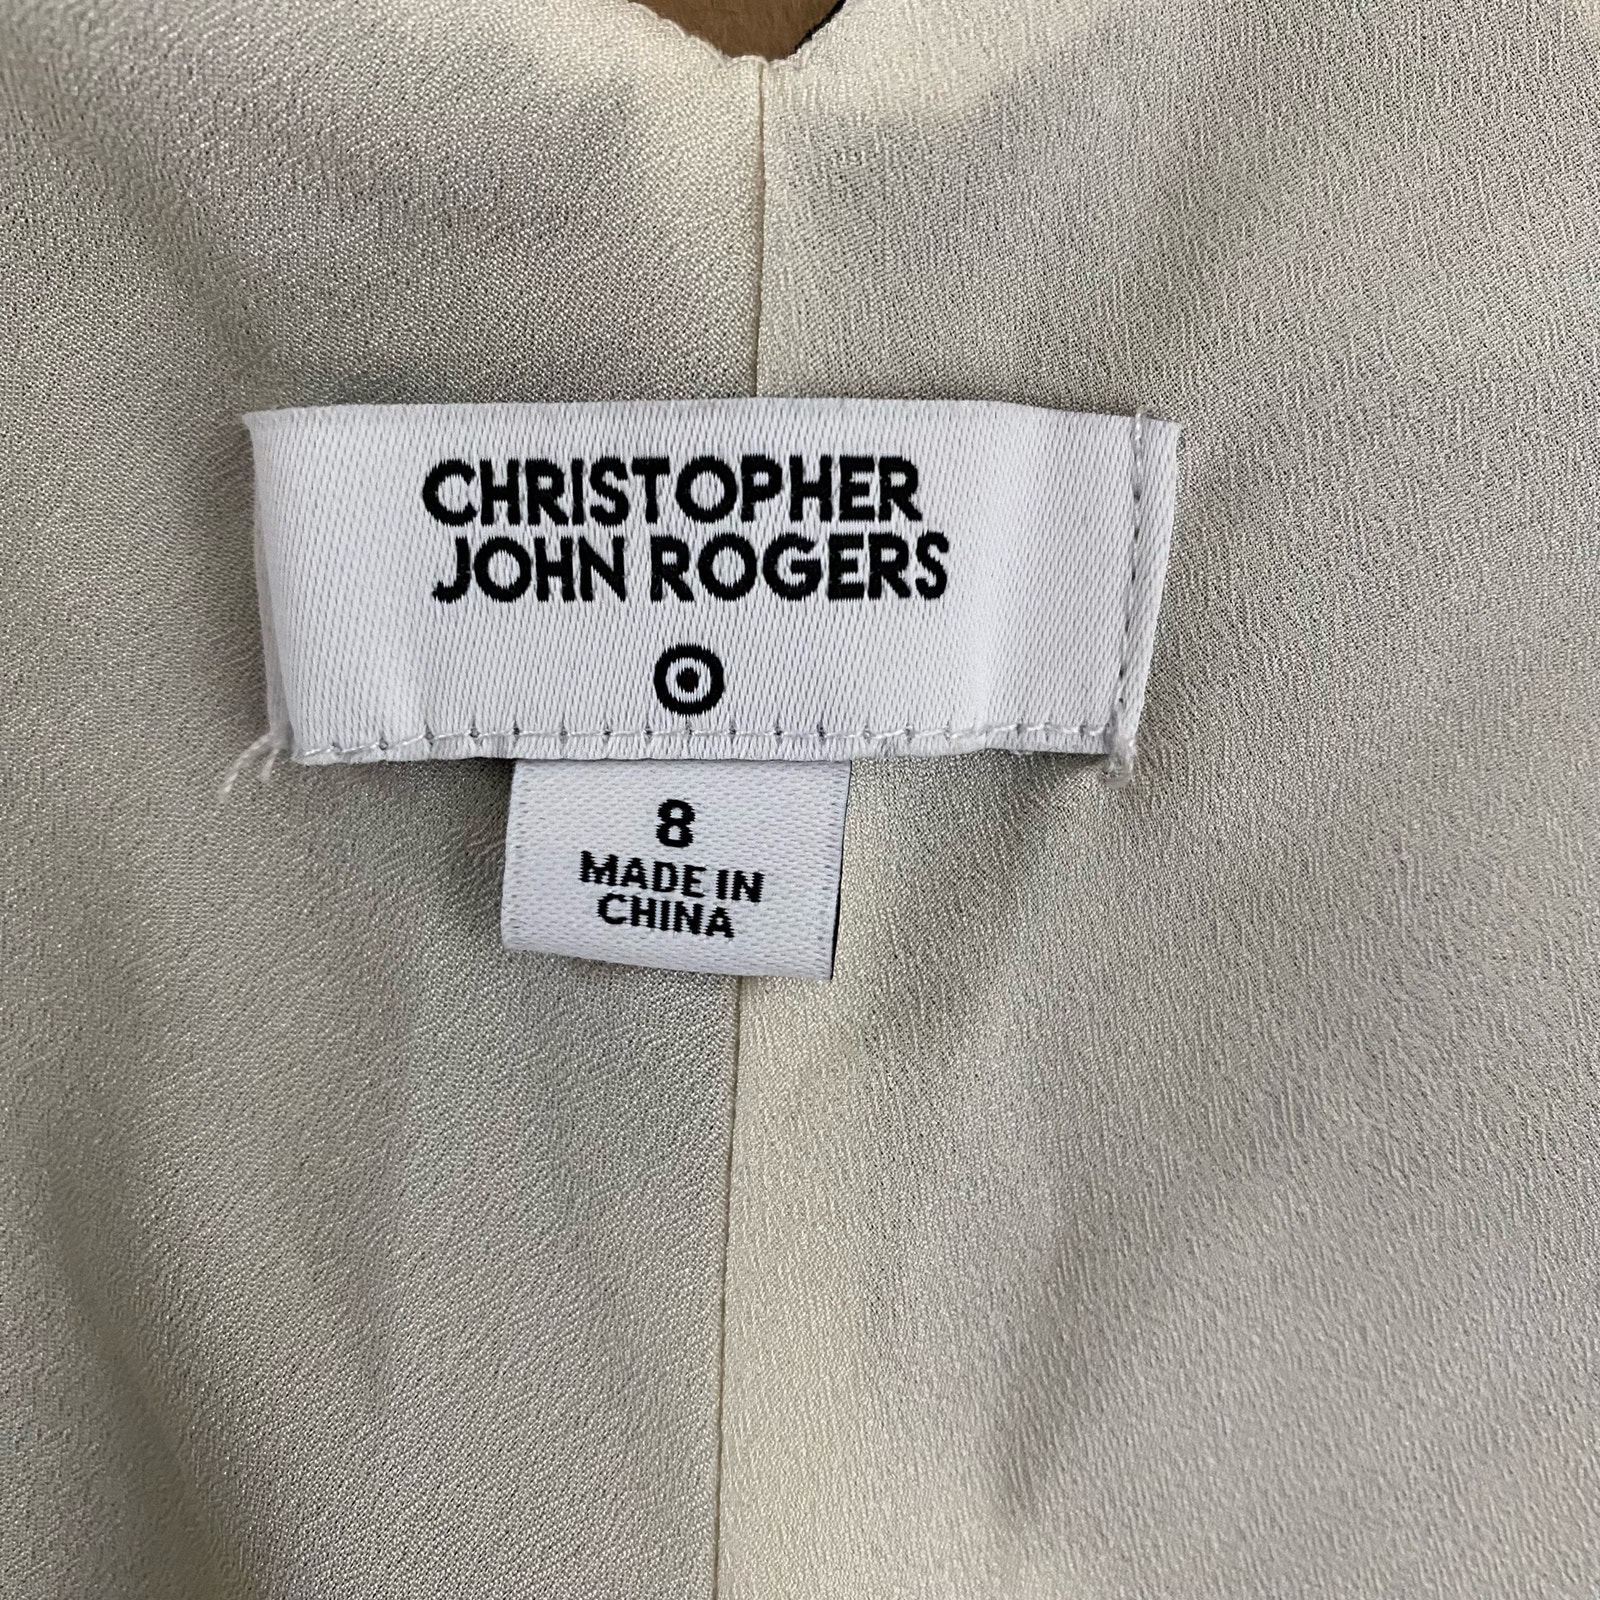 CHRISTOPHER
JOHN ROGERS
8
MADE IN
CHINA